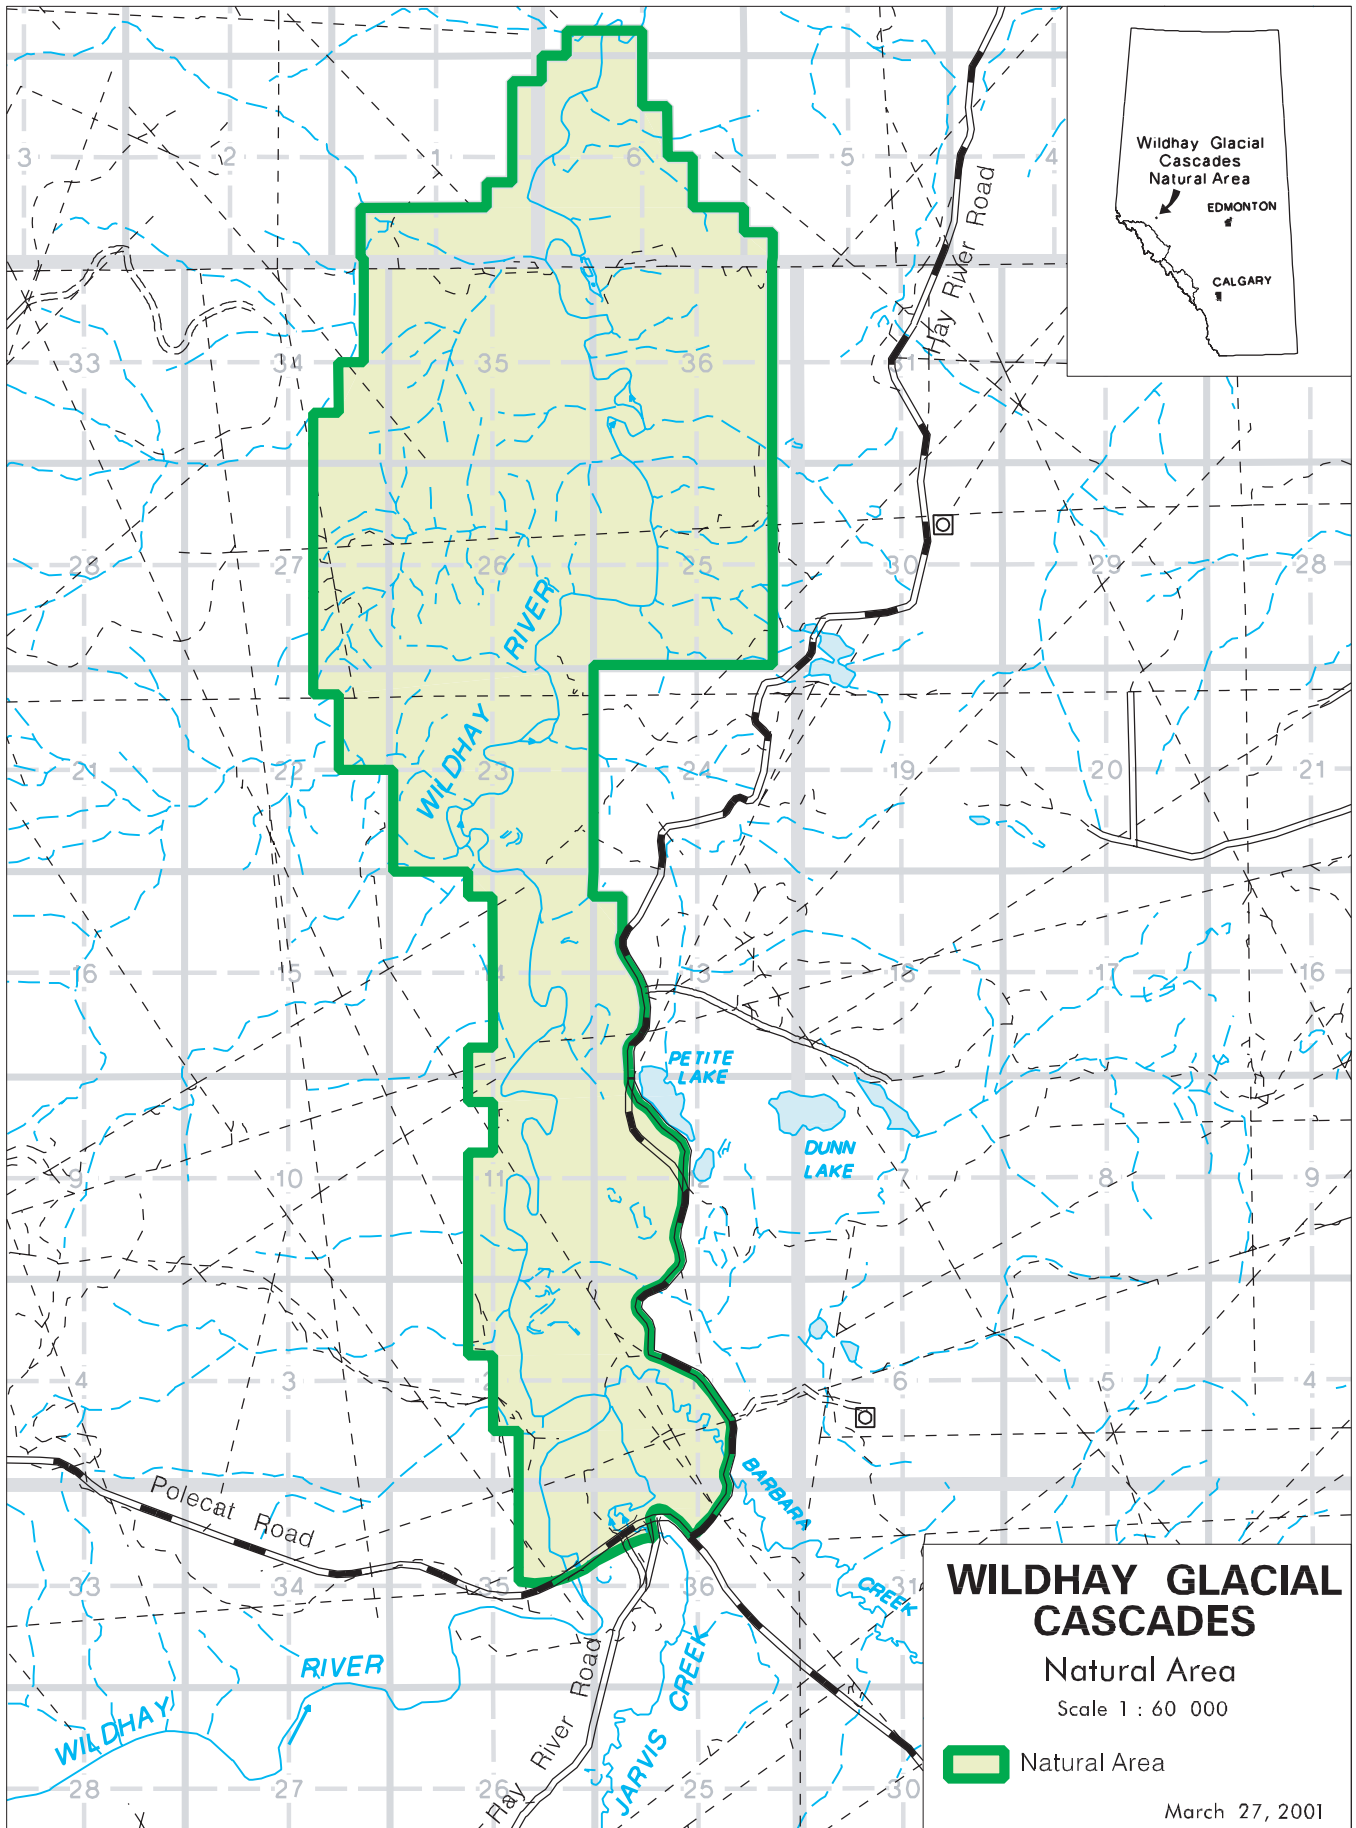 Wildhay Glacial
Cascades
Natural Area
EDMONTON
CALGARY
3 2 1 6 5 4
Hay River Road
33 34 35 36 31
28 27 26 25 30 29 28
WILDHAY RIVER
21 22 23 24 19 20 21
16 15 14 13 18 17 16
PETITE
LAKE
DUNN
LAKE
9 10 11 12 7 8 9
4 3 2 1 6 5 4
Polecat Road
BARBARA CREEK
33 34 35 36 31
WILDHAY RIVER
Hay River Road
JARVIS CREEK
28 27 26 25 30
WILDHAY GLACIAL
CASCADES
Natural Area
Scale 1 : 60 000
Natural Area
March 27, 2001